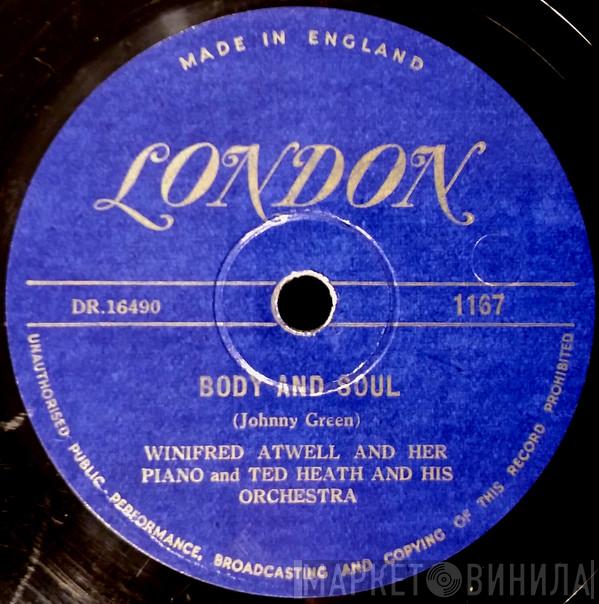 MADE IN ENGLAND
LONDON
DR.16490
1167
BODY AND SOUL
(Johnny Green)
WINIFRED ATWELL AND HER
PIANO and TED HEATH AND HIS
ORCHESTRA
UNAUTHORISED PUBLIC PERFORMANCE, BROADCASTING AND COPYING OF THIS RECORD PROHIBITED
МАРКЕТ ВИНИЛА